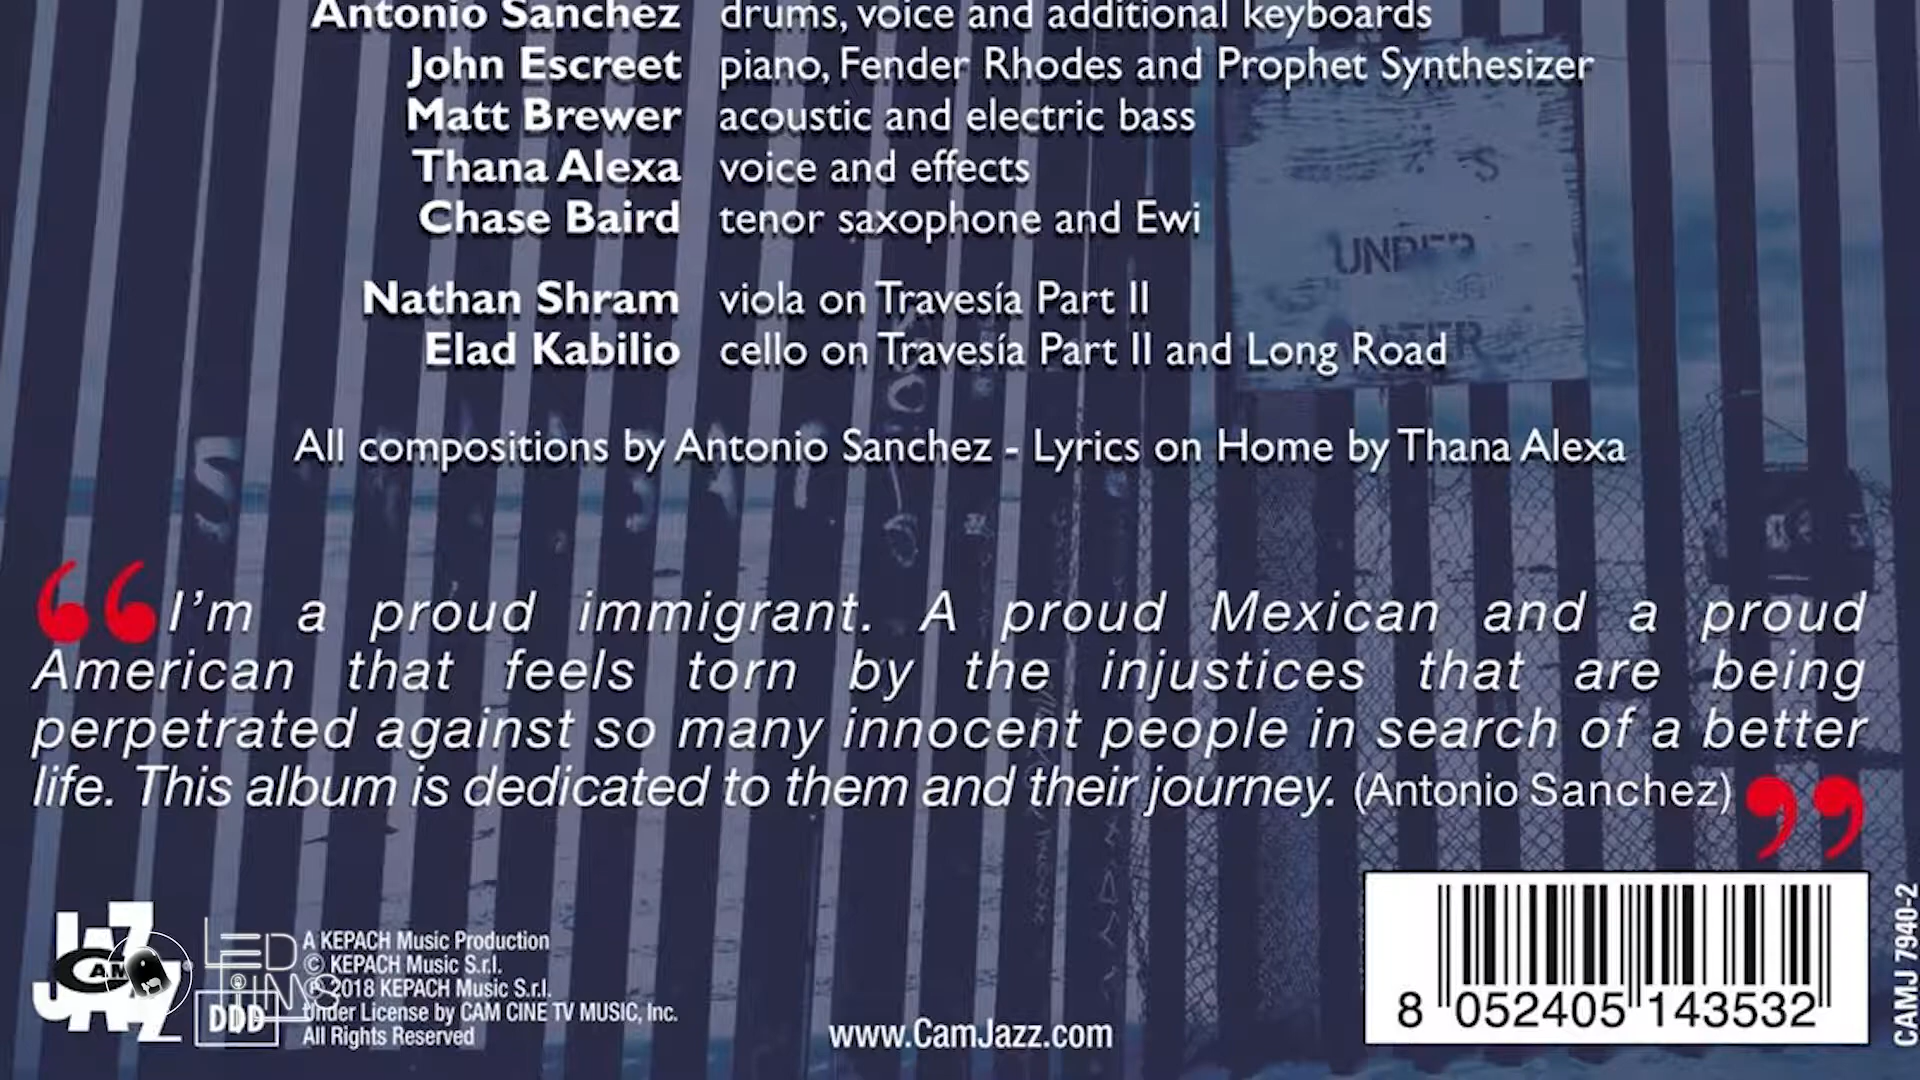 Antonio Sanchez drums, voice and additional keyboards
John Escreet piano, Fender Rhodes and Prophet Synthesizer
Matt Brewer acoustic and electric bass
Thana Alexa voice and effects
Chase Baird tenor saxophone and Ewi
UNDER
Nathan Shram viola on Travesía Part II
Elad Kabilio cello on Travesía Part II and Long Road
All compositions by Antonio Sanchez - Lyrics on Home by Thana Alexa
“I’m a proud immigrant. A proud Mexican and a proud
American that feels torn by the injustices that are being
perpetrated against so many innocent people in search of a better
life. This album is dedicated to them and their journey. (Antonio Sanchez)”
CAM JAZZ
LED
DDD
A KEPACH Music Production
© KEPACH Music S.r.l.
℗ 2018 KEPACH Music S.r.l.
Under License by CAM CINE TV MUSIC, Inc.
All Rights Reserved
www.CamJazz.com
8 052405 143532
CAMJ 7940-2